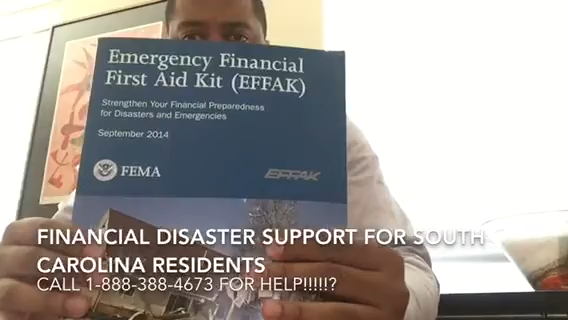 Emergency Financial
First Aid Kit (EFFAK)
Strengthen Your Financial Preparedness
for Disasters and Emergencies
September 2014
FEMA
EFFAK
FINANCIAL DISASTER SUPPORT FOR SOUTH
CAROLINA RESIDENTS
CALL 1-888-388-4673 FOR HELP!!!!!?